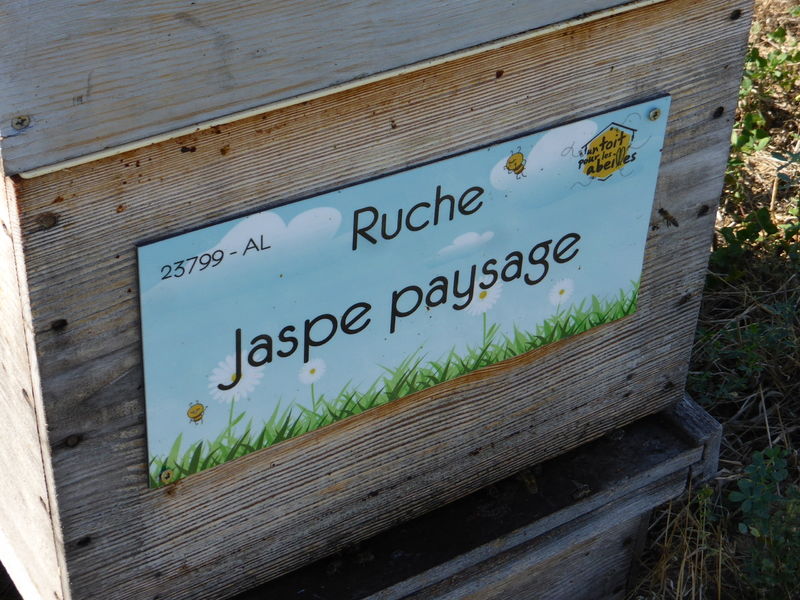 un toit
pour les
abeilles
23799 - AL
Ruche
Jaspe paysage